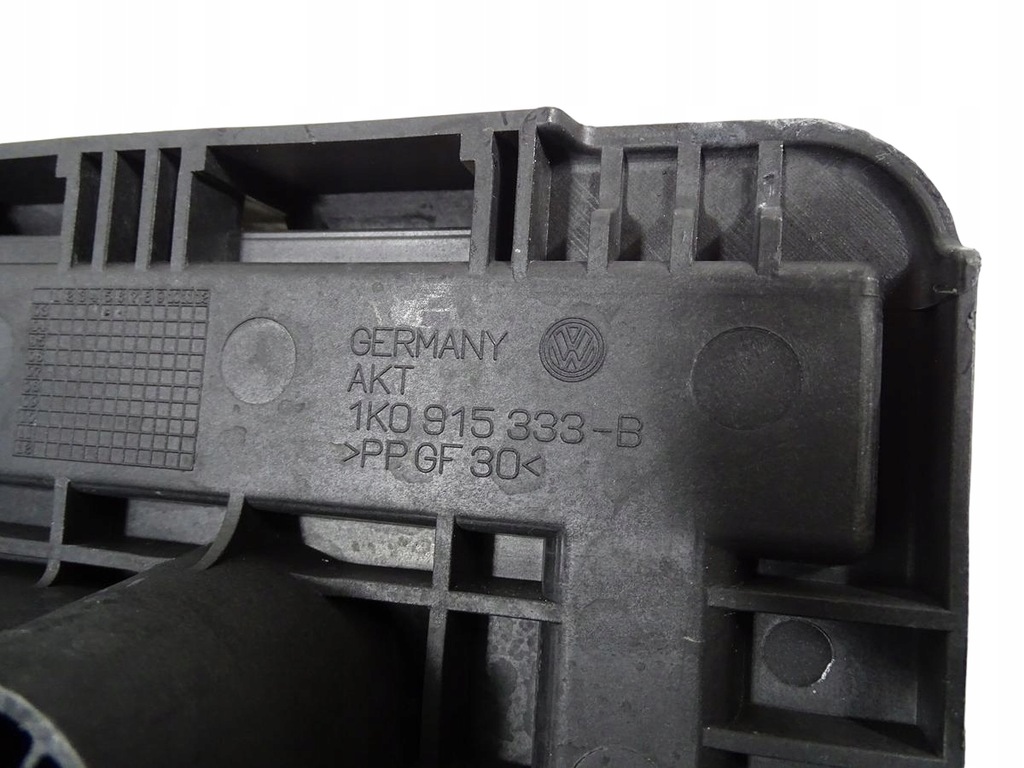 GERMANY
AKT
1K0 915 333-B
>PP GF 30<